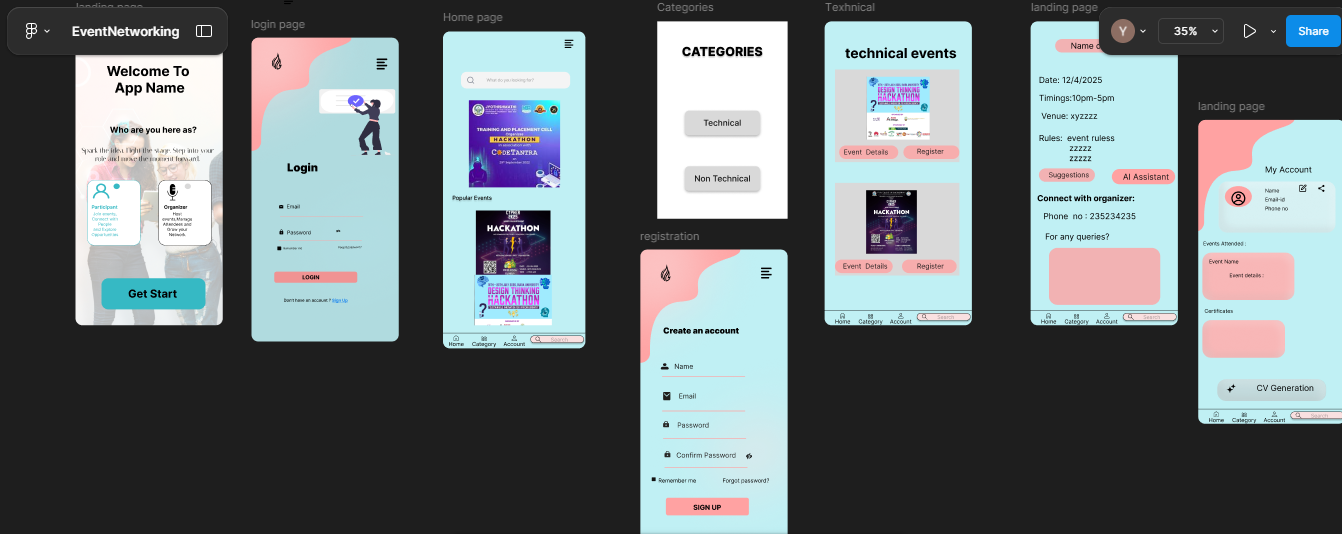 landing page
EventNetworking
Welcome To
App Name
Who are you here as?
Spark the idea. Light the stage. Step into your
role and move the moment forward.
Participant
Join events,
Connect with
People
and Explore
Opportunities
Organizer
Host
events,Manage
Attendees and
Grow your
Network.
Get Start
login page
Login
Email
Password
Remember me
LOGIN
Don't have an account ? Sign Up
Home page
What do you looking for?
TRAINING AND PLACEMENT CELL
Organizes
HACKATHON
in association with
CODETANTRA
Popular Events
CYPHER
2K25
HACKATHON
DESIGN THINKING
HACKATHON
Home
Category
Account
Search
Categories
CATEGORIES
Technical
Non Technical
registration
Create an account
Name
Email
Password
Confirm Password
Remember me
Forgot password?
SIGN UP
Texhnical
technical events
DESIGN THINKING
HACKATHON
Event Details
Register
CYPHER
2K25
HACKATHON
Event Details
Register
Home
Category
Account
Search
landing page
Name o
Date: 12/4/2025
Timings:10pm-5pm
Venue: xyzzzz
Rules: event ruless
zzzzz
zzzzz
Suggestions
AI Assistant
Connect with organizer:
Phone no : 235234235
For any queries?
Home
Category
Account
Search
Y
35%
Share
landing page
My Account
Name
Email-id
Phone no
Events Attended :
Event Name
Event details :
Certificates
CV Generation
Home
Category
Account
Search